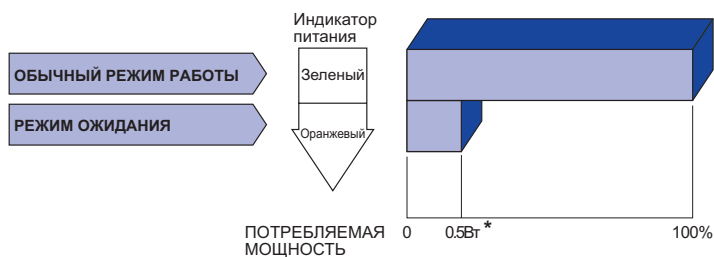 Индикатор
питания
ОБЫЧНЫЙ РЕЖИМ РАБОТЫ
Зеленый
РЕЖИМ ОЖИДАНИЯ
Оранжевый
ПОТРЕБЛЯЕМАЯ
МОЩНОСТЬ
0 0.5Вт * 100%